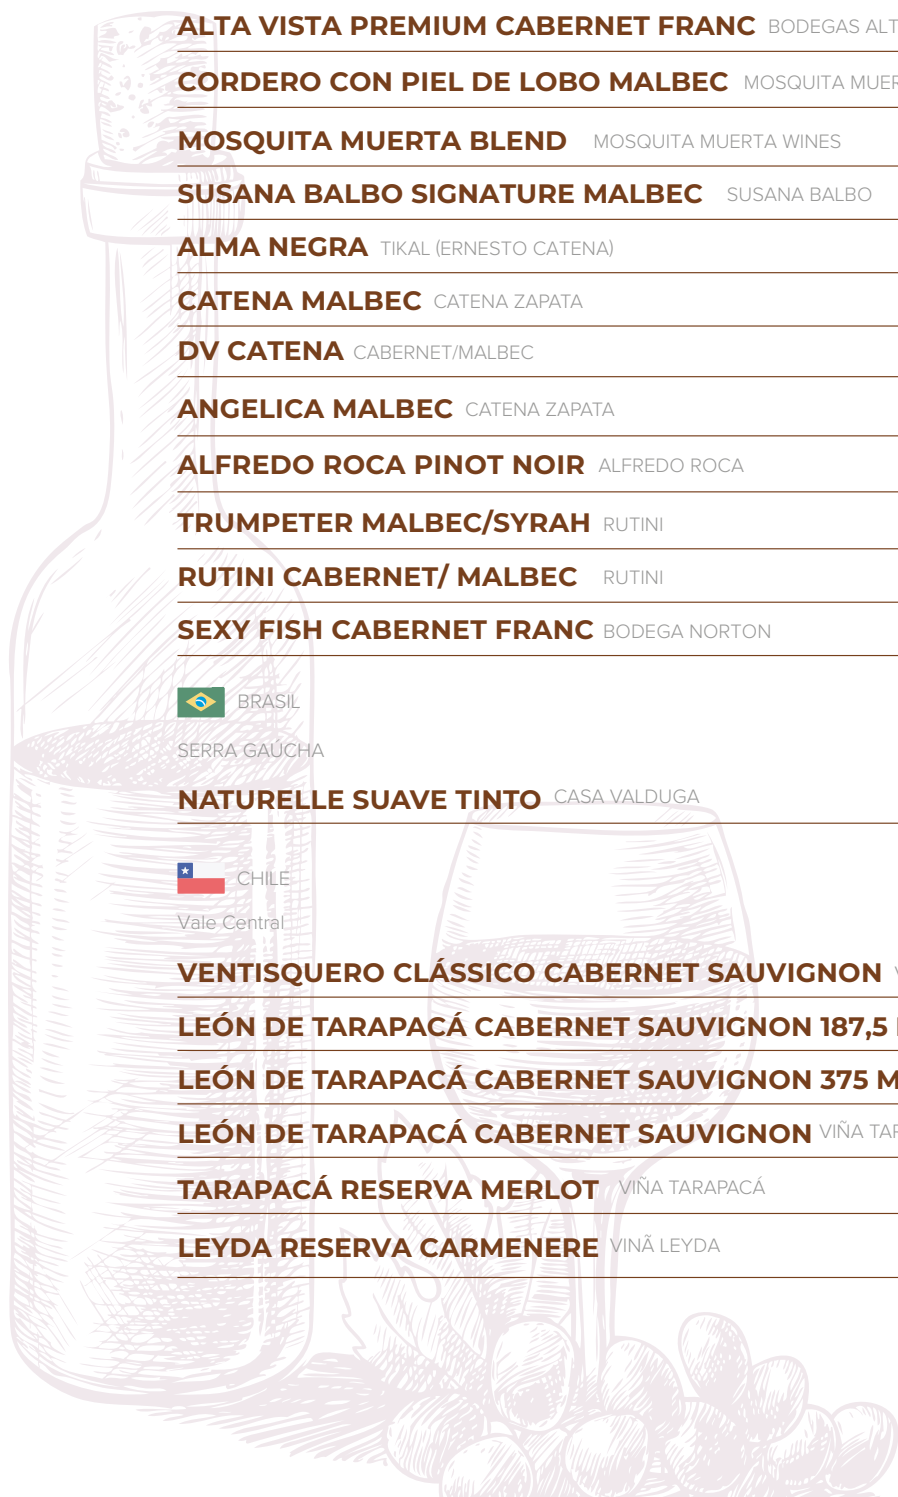 ALTA VISTA PREMIUM CABERNET FRANC BODEGAS ALT
CORDERO CON PIEL DE LOBO MALBEC MOSQUITA MUER
MOSQUITA MUERTA BLEND MOSQUITA MUERTA WINES
SUSANA BALBO SIGNATURE MALBEC SUSANA BALBO
ALMA NEGRA TIKAL (ERNESTO CATENA)
CATENA MALBEC CATENA ZAPATA
DV CATENA CABERNET/MALBEC
ANGELICA MALBEC CATENA ZAPATA
ALFREDO ROCA PINOT NOIR ALFREDO ROCA
TRUMPETER MALBEC/SYRAH RUTINI
RUTINI CABERNET/ MALBEC RUTINI
SEXY FISH CABERNET FRANC BODEGA NORTON
BRASIL
SERRA GAÚCHA
NATURELLE SUAVE TINTO CASA VALDUGA
CHILE
Vale Central
VENTISQUERO CLÁSSICO CABERNET SAUVIGNON
LEÓN DE TARAPACÁ CABERNET SAUVIGNON 187,5
LEÓN DE TARAPACÁ CABERNET SAUVIGNON 375 M
LEÓN DE TARAPACÁ CABERNET SAUVIGNON VIÑA TAR
TARAPACÁ RESERVA MERLOT VIÑA TARAPACÁ
LEYDA RESERVA CARMENERE VINÃ LEYDA